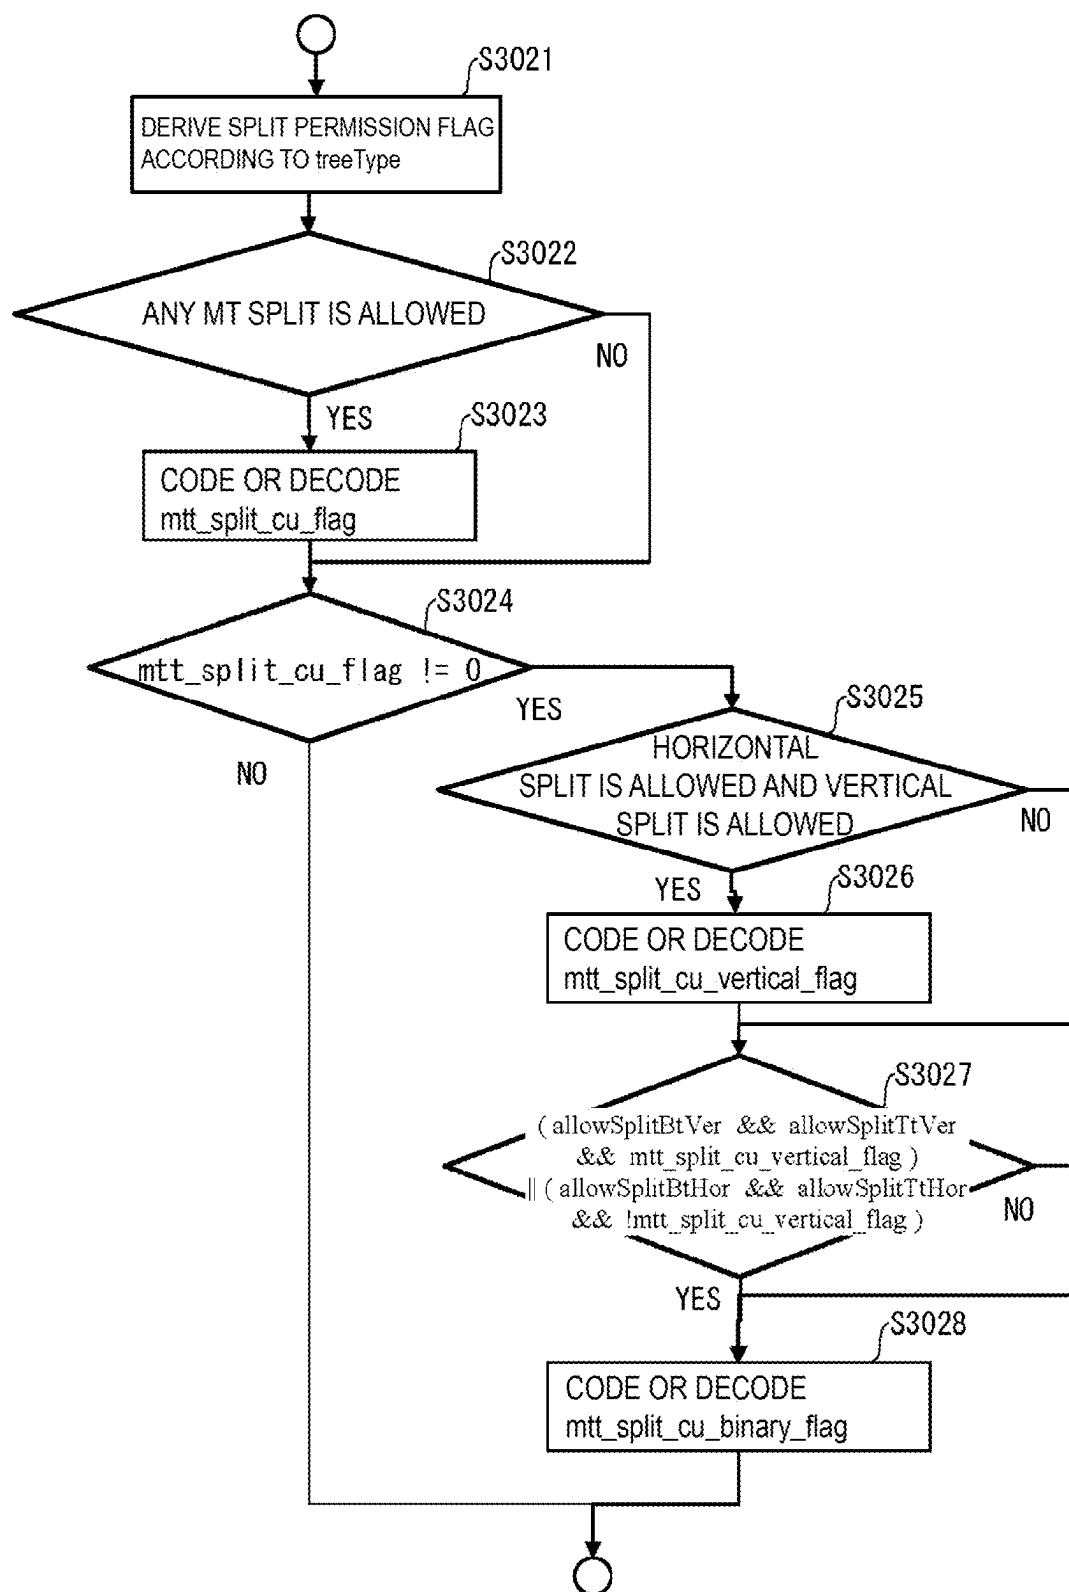 S3021
DERIVE SPLIT PERMISSION FLAG
ACCORDING TO treeType
S3022
ANY MT SPLIT IS ALLOWED
NO
YES
S3023
CODE OR DECODE
mtt_split_cu_flag
S3024
mtt_split_cu_flag != 0
YES
NO
S3025
HORIZONTAL
SPLIT IS ALLOWED AND VERTICAL
SPLIT IS ALLOWED
NO
YES
S3026
CODE OR DECODE
mtt_split_cu_vertical_flag
S3027
( allowSplitBtVer && allowSplitTtVer
&& mtt_split_cu_vertical_flag )
|| ( allowSplitBtHor && allowSplitTtHor
&& !mtt_split_cu_vertical_flag )
NO
YES
S3028
CODE OR DECODE
mtt_split_cu_binary_flag